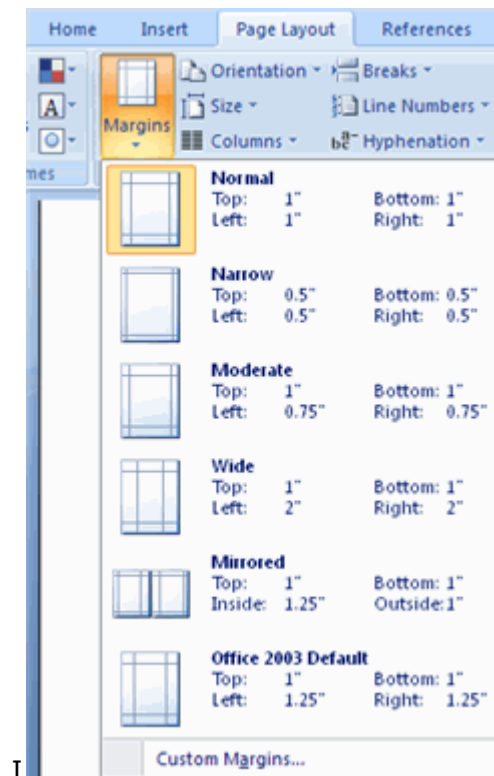 Home Insert Page Layout References
Orientation Breaks
Size Line Numbers
Margins
Columns Hyphenation
mes
Normal
Top: 1" Bottom: 1"
Left: 1" Right: 1"
Narrow
Top: 0.5" Bottom: 0.5"
Left: 0.5" Right: 0.5"
Moderate
Top: 1" Bottom: 1"
Left: 0.75" Right: 0.75"
Wide
Top: 1" Bottom: 1"
Left: 2" Right: 2"
Mirrored
Top: 1" Bottom: 1"
Inside: 1.25" Outside: 1"
Office 2003 Default
Top: 1" Bottom: 1"
Left: 1.25" Right: 1.25"
Custom Margins...